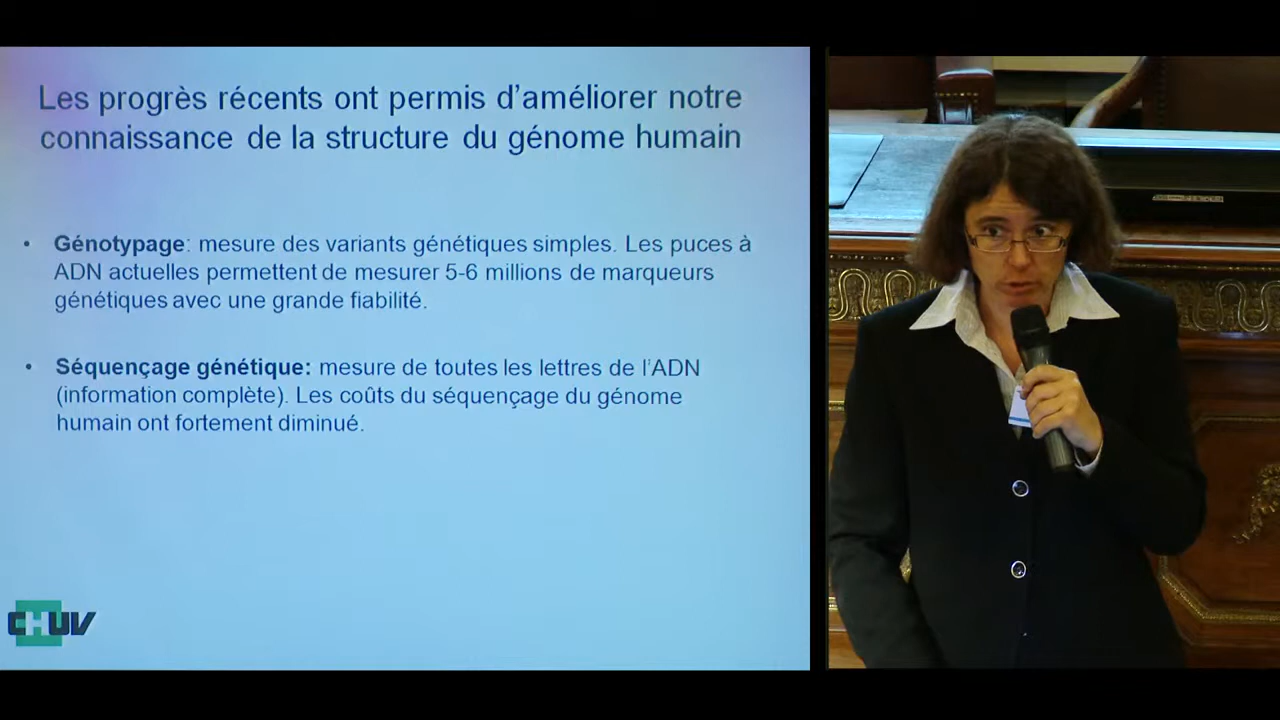 Les progrès récents ont permis d’améliorer notre
connaissance de la structure du génome humain
• Génotypage: mesure des variants génétiques simples. Les puces à
ADN actuelles permettent de mesurer 5-6 millions de marqueurs
génétiques avec une grande fiabilité.
• Séquençage génétique: mesure de toutes les lettres de l’ADN
(information complète). Les coûts du séquençage du génome
humain ont fortement diminué.
CHUV